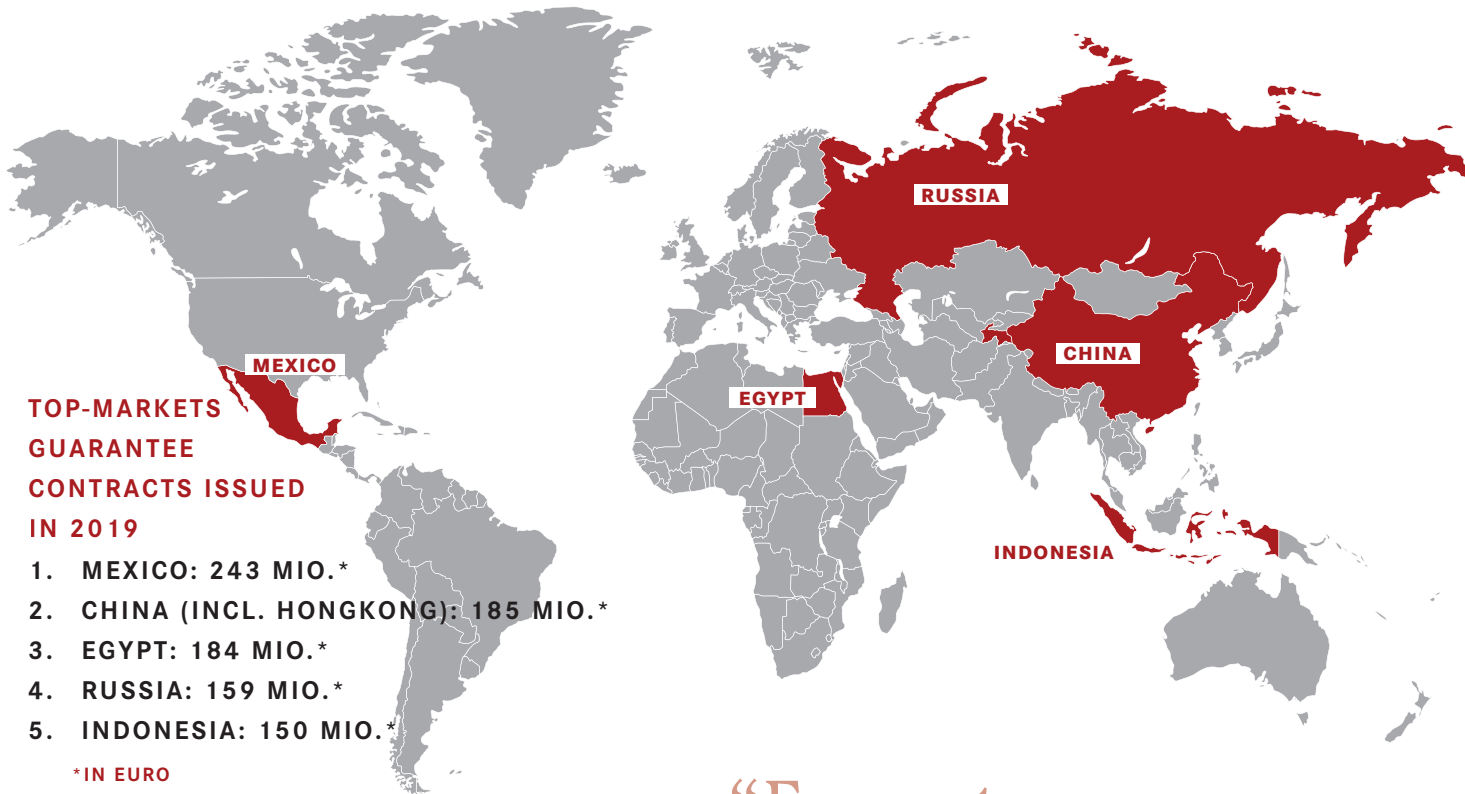 RUSSIA
CHINA
MEXICO
EGYPT
INDONESIA
TOP-MARKETS
GUARANTEE
CONTRACTS ISSUED
IN 2019
1. MEXICO: 243 MIO.*
2. CHINA (INCL. HONGKONG): 185 MIO.*
3. EGYPT: 184 MIO.*
4. RUSSIA: 159 MIO.*
5. INDONESIA: 150 MIO.*
*IN EURO